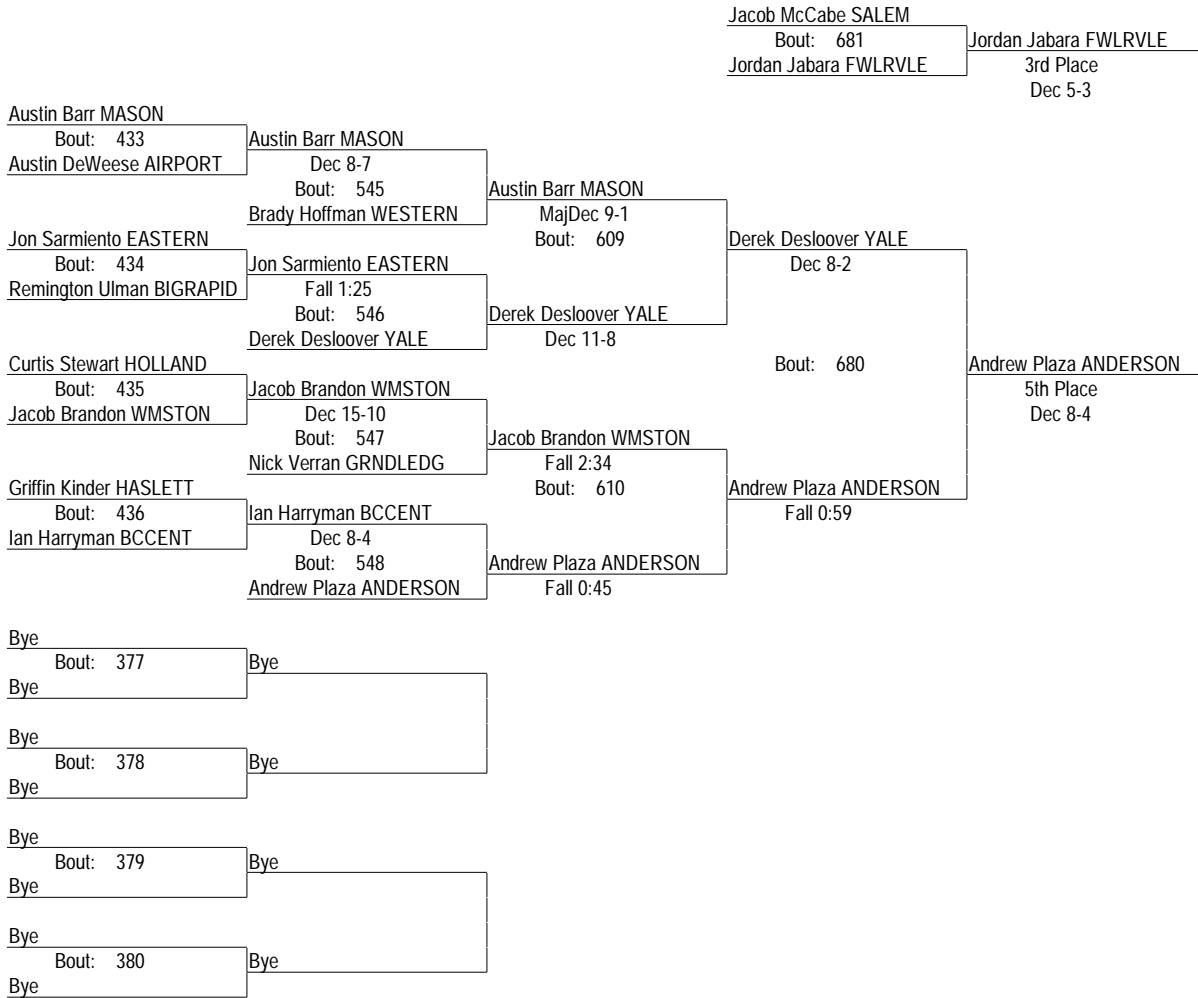 Jacob McCabe SALEM
Bout: 681
Jordan Jabara FWLRVLE
Jordan Jabara FWLRVLE
3rd Place
Dec 5-3
Austin Barr MASON
Bout: 433
Austin DeWeese AIRPORT
Austin Barr MASON
Dec 8-7
Bout: 545
Brady Hoffman WESTERN
Austin Barr MASON
MajDec 9-1
Bout: 609
Jon Sarmiento EASTERN
Bout: 434
Remington Ulman BIGRAPID
Jon Sarmiento EASTERN
Fall 1:25
Bout: 546
Derek Desloover YALE
Derek Desloover YALE
Dec 11-8
Derek Desloover YALE
Dec 8-2
Curtis Stewart HOLLAND
Bout: 435
Jacob Brandon WMSTON
Jacob Brandon WMSTON
Dec 15-10
Bout: 547
Nick Verran GRNDLEDG
Jacob Brandon WMSTON
Fall 2:34
Bout: 610
Griffin Kinder HASLETT
Bout: 436
Ian Harryman BCCENT
Ian Harryman BCCENT
Dec 8-4
Bout: 548
Andrew Plaza ANDERSON
Andrew Plaza ANDERSON
Fall 0:45
Andrew Plaza ANDERSON
Fall 0:59
Bout: 680
Andrew Plaza ANDERSON
5th Place
Dec 8-4
Bye
Bout: 377
Bye
Bye
Bye
Bout: 378
Bye
Bye
Bye
Bout: 379
Bye
Bye
Bye
Bout: 380
Bye
Bye